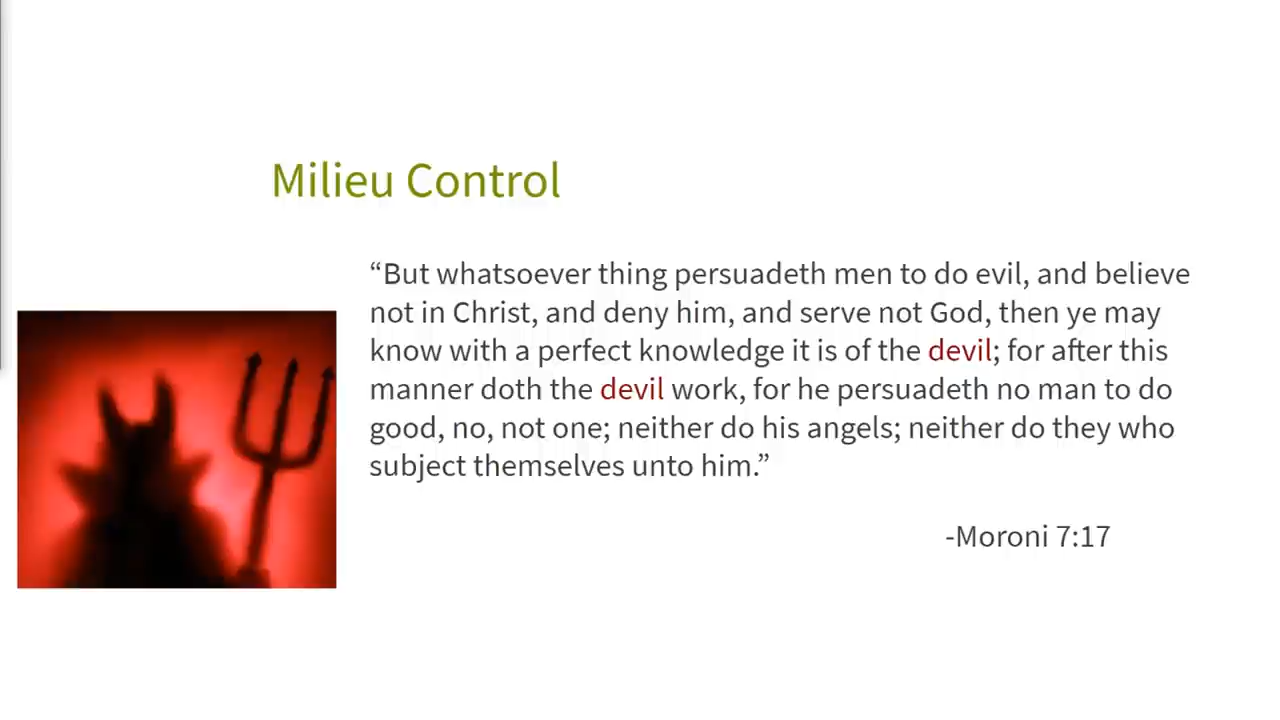 Milieu Control
“But whatsoever thing persuadeth men to do evil, and believe
not in Christ, and deny him, and serve not God, then ye may
know with a perfect knowledge it is of the devil; for after this
manner doth the devil work, for he persuadeth no man to do
good, no, not one; neither do his angels; neither do they who
subject themselves unto him.”
-Moroni 7:17